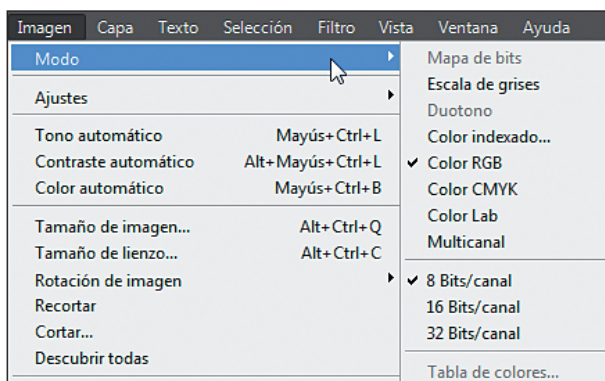 Imagen Capa Texto Selección Filtro Vista Ventana Ayuda
Modo
Ajustes
Tono automático Mayús+Ctrl+L
Contraste automático Alt+Mayús+Ctrl+L
Color automático Mayús+Ctrl+B
Tamaño de imagen... Alt+Ctrl+Q
Tamaño de lienzo... Alt+Ctrl+C
Rotación de imagen
Recortar
Cortar...
Descubrir todas
Mapa de bits
Escala de grises
Duotono
Color indexado...
Color RGB
Color CMYK
Color Lab
Multicanal
8 Bits/canal
16 Bits/canal
32 Bits/canal
Tabla de colores...